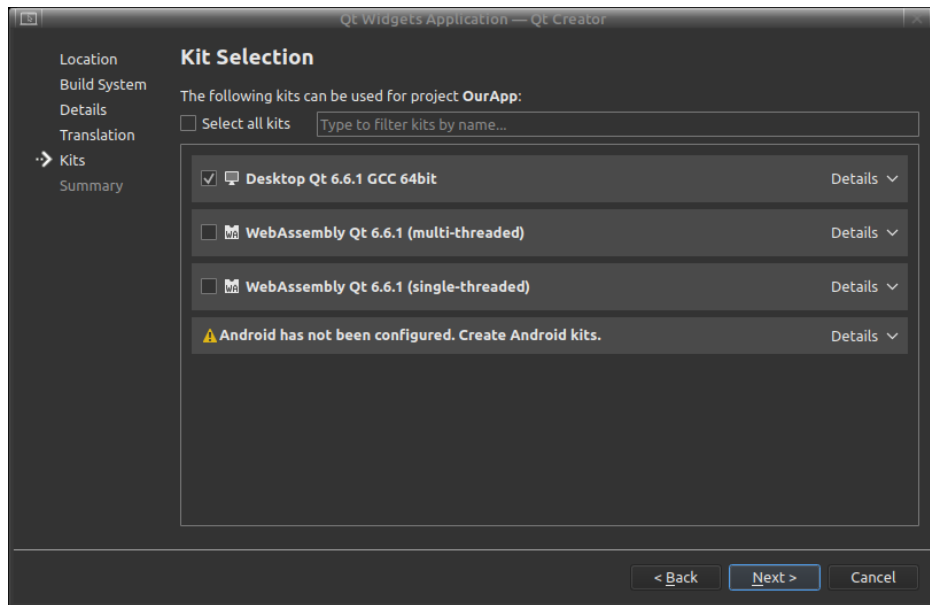 Qt Widgets Application — Qt Creator
Location
Build System
Details
Translation
Kits
Summary
Kit Selection
The following kits can be used for project OurApp:
Select all kits
Type to filter kits by name...
Desktop Qt 6.6.1 GCC 64bit Details
WebAssembly Qt 6.6.1 (multi-threaded) Details
WebAssembly Qt 6.6.1 (single-threaded) Details
Android has not been configured. Create Android kits. Details
< Back Next > Cancel